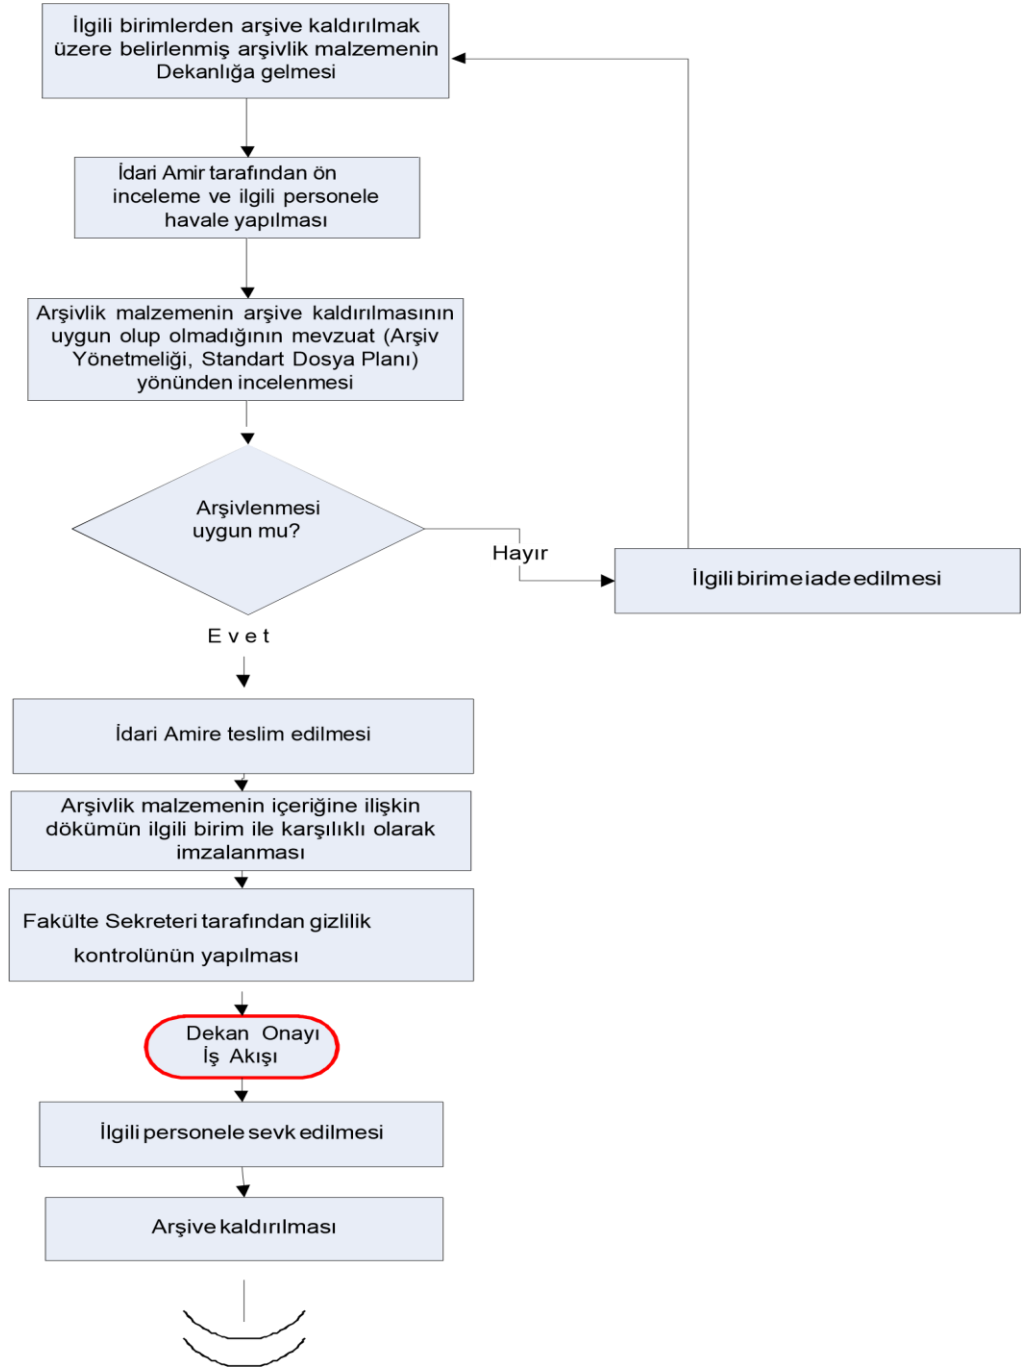 İlgili birimlerden arşive kaldırılmak
üzere belirlenmiş arşivlik malzemenin
Dekanlığa gelmesi
İdari Amir tarafından ön
inceleme ve ilgili personele
havale yapılması
Arşivlik malzemenin arşive kaldırılmasının
uygun olup olmadığının mevzuat (Arşiv
Yönetmeliği, Standart Dosya Planı)
yönünden incelenmesi
Arşivlenmesi
uygun mu?
Hayır
İlgili birime iade edilmesi
Evet
İdari Amire teslim edilmesi
Arşivlik malzemenin içeriğine ilişkin
dökümün ilgili birim ile karşılıklı olarak
imzalanması
Fakülte Sekreteri tarafından gizlilik
kontrolünün yapılması
Dekan Onayı
İş Akışı
İlgili personele sevk edilmesi
Arşive kaldırılması